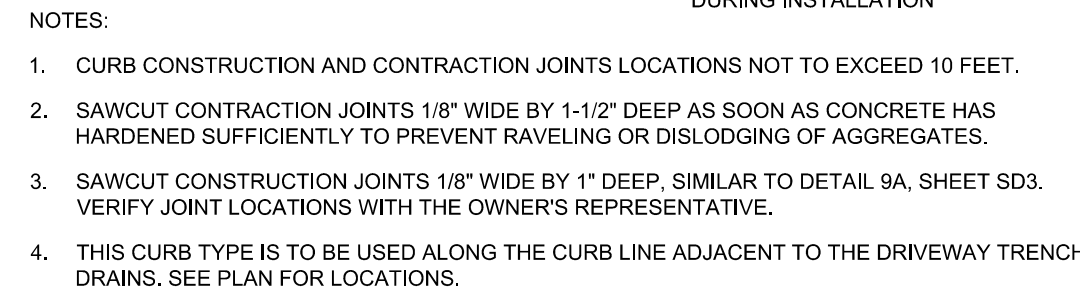 DURING INSTALLATION
NOTES:
1. CURB CONSTRUCTION AND CONTRACTION JOINTS LOCATIONS NOT TO EXCEED 10 FEET.
2. SAWCUT CONTRACTION JOINTS 1/8" WIDE BY 1-1/2" DEEP AS SOON AS CONCRETE HAS
HARDENED SUFFICIENTLY TO PREVENT RAVELING OR DISLODGING OF AGGREGATES.
3. SAWCUT CONSTRUCTION JOINTS 1/8" WIDE BY 1" DEEP, SIMILAR TO DETAIL 9A, SHEET SD3.
VERIFY JOINT LOCATIONS WITH THE OWNER'S REPRESENTATIVE.
4. THIS CURB TYPE IS TO BE USED ALONG THE CURB LINE ADJACENT TO THE DRIVEWAY TRENCH
DRAINS. SEE PLAN FOR LOCATIONS.